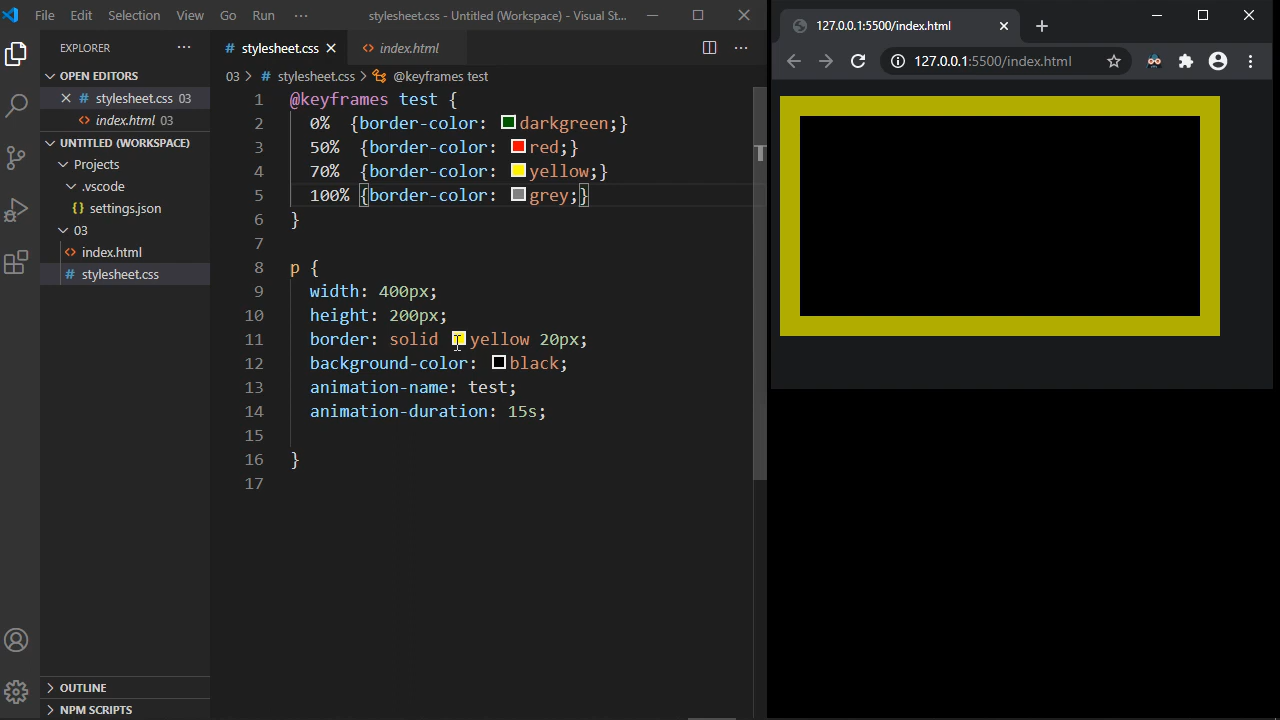 File Edit Selection View Go Run ··· stylesheet.css - Untitled (Workspace) - Visual St...
EXPLORER ···
OPEN EDITORS
stylesheet.css 03
index.html 03
UNTITLED (WORKSPACE)
Projects
.vscode
{} settings.json
03
<> index.html
# stylesheet.css
OUTLINE
NPM SCRIPTS
# stylesheet.css × <> index.html ···
03 > # stylesheet.css > @keyframes test
1 @keyframes test {
2 0% {border-color: darkgreen;}
3 50% {border-color: red;}
4 70% {border-color: yellow;}
5 100% {border-color: grey;}
6 }
7
8 p {
9 width: 400px;
10 height: 200px;
11 border: solid yellow 20px;
12 background-color: black;
13 animation-name: test;
14 animation-duration: 15s;
15
16 }
17
127.0.0.1:5500/index.html
127.0.0.1:5500/index.html